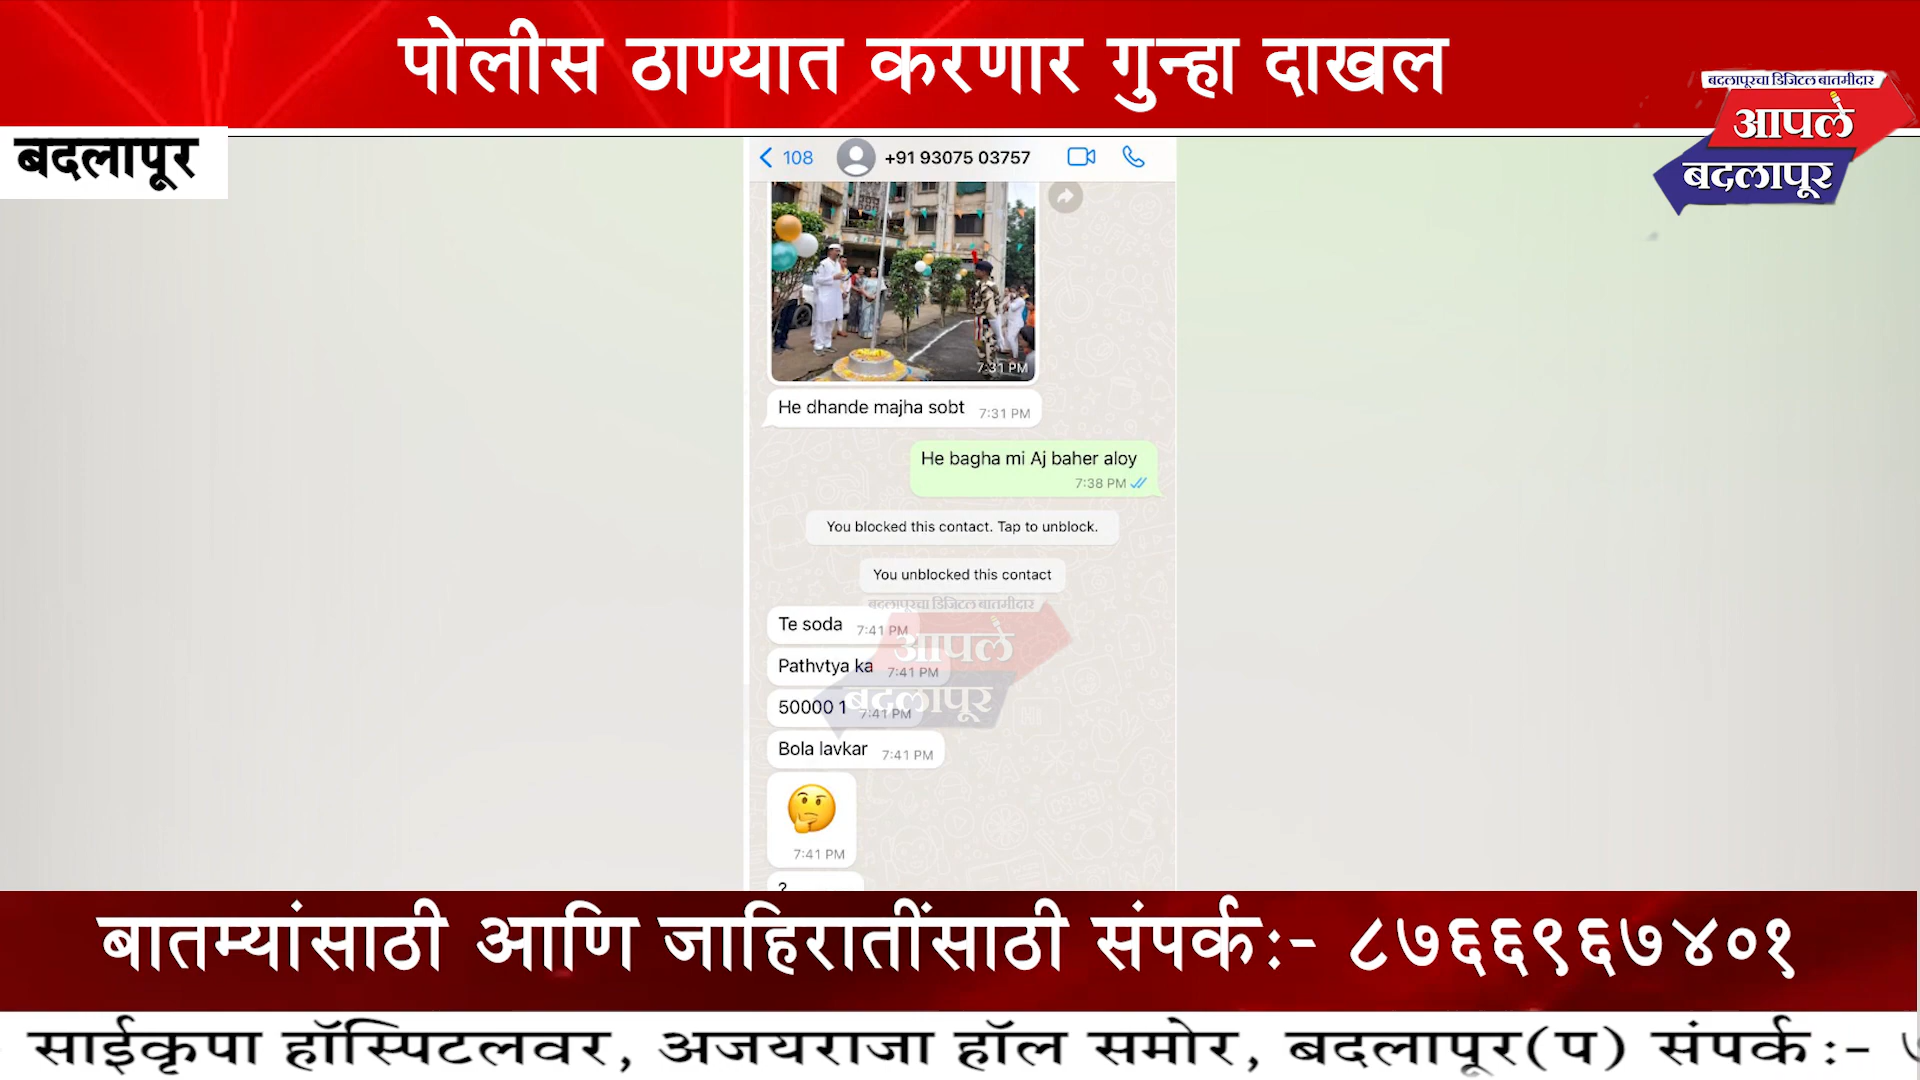 पोलीस ठाण्यात करणार गुन्हा दाखल
बदलापूरचा डिजिटल बातमीदार
आपले
बदलापूर
बदलापूर
108
+91 93075 03757
7:31 PM
He dhande majha sobt 7:31 PM
He bagha mi Aj baher aloy
7:38 PM
You blocked this contact. Tap to unblock.
You unblocked this contact
बदलापूरचा डिजिटल बातमीदार
Te soda 7:41 PM
आपले
Pathvtya ka 7:41 PM
बदलापूर
50000 1 7:41 PM
Bola lavkar 7:41 PM
7:41 PM
?
बातम्यांसाठी आणि जाहिरातींसाठी संपर्क:- ८७६६९६७४०१
साईकृपा हॉस्पिटलवर, अजयराजा हॉल समोर, बदलापूर(प) संपर्क:-